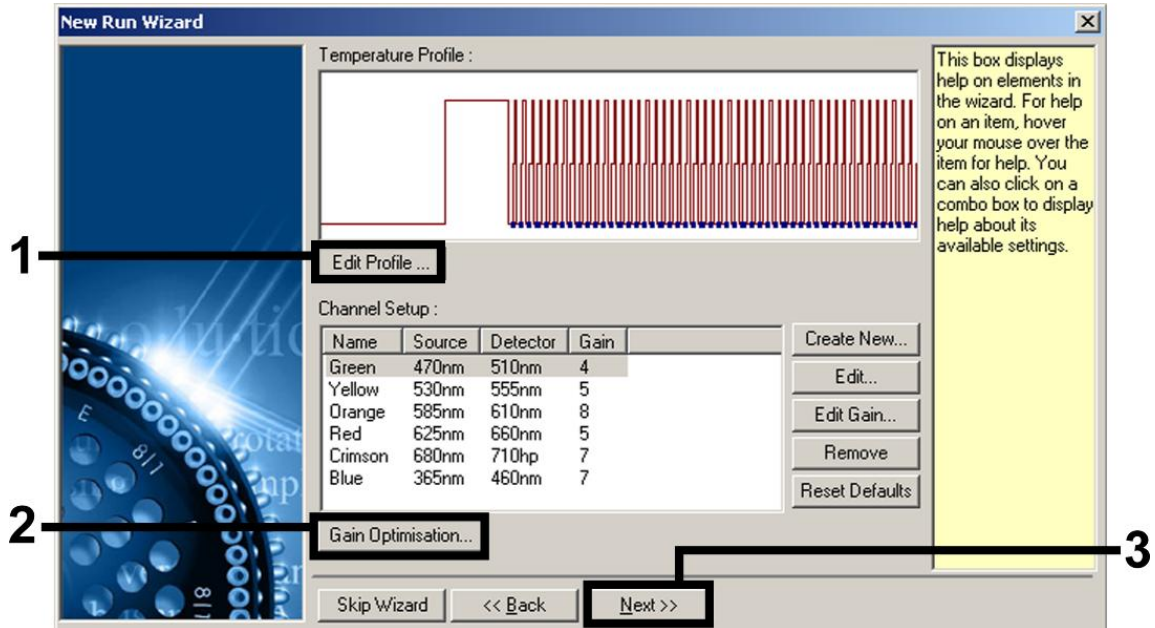 New Run Wizard
Temperature Profile :
This box displays
help on elements in
the wizard. For help
on an item, hover
your mouse over the
item for help. You
can also click on a
combo box to display
help about its
available settings.
1
Edit Profile ...
Channel Setup :
Name Source Detector Gain
Green 470nm 510nm 4
Yellow 530nm 555nm 5
Orange 585nm 610nm 8
Red 625nm 660nm 5
Crimson 680nm 710hp 7
Blue 365nm 460nm 7
Create New...
Edit...
Edit Gain...
Remove
Reset Defaults
2
Gain Optimisation...
3
Skip Wizard
<< Back
Next >>
E
8/1
8/1